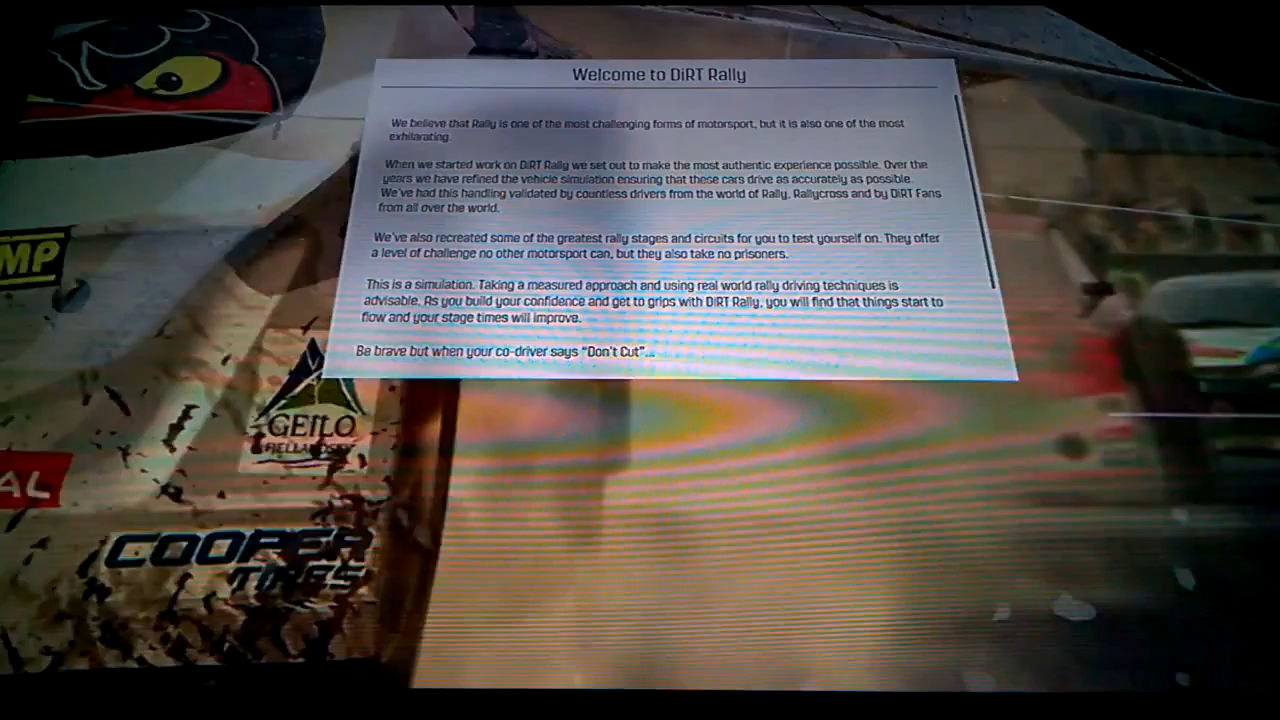 Welcome to DiRT Rally
We believe that Rally is one of the most challenging forms of motorsport, but it is also one of the most
exhilarating.
When we started work on DiRT Rally we set out to make the most authentic experience possible. Over the
years we have refined the vehicle simulation ensuring that these cars drive as accurately as possible.
We've had this handling validated by countless drivers from the world of Rally, Rallycross and by DiRT Fans
from all over the world.
We've also recreated some of the greatest rally stages and circuits for you to test yourself on. They offer
a level of challenge no other motorsport can, but they also take no prisoners.
This is a simulation. Taking a measured approach and using real world rally driving techniques is
advisable. As you build your confidence and get to grips with DiRT Rally, you will find that things start to
flow and your stage times will improve.
Be brave but when your co-driver says "Don't Cut"...
MP
GEILO
AL
COOPER
TIRES